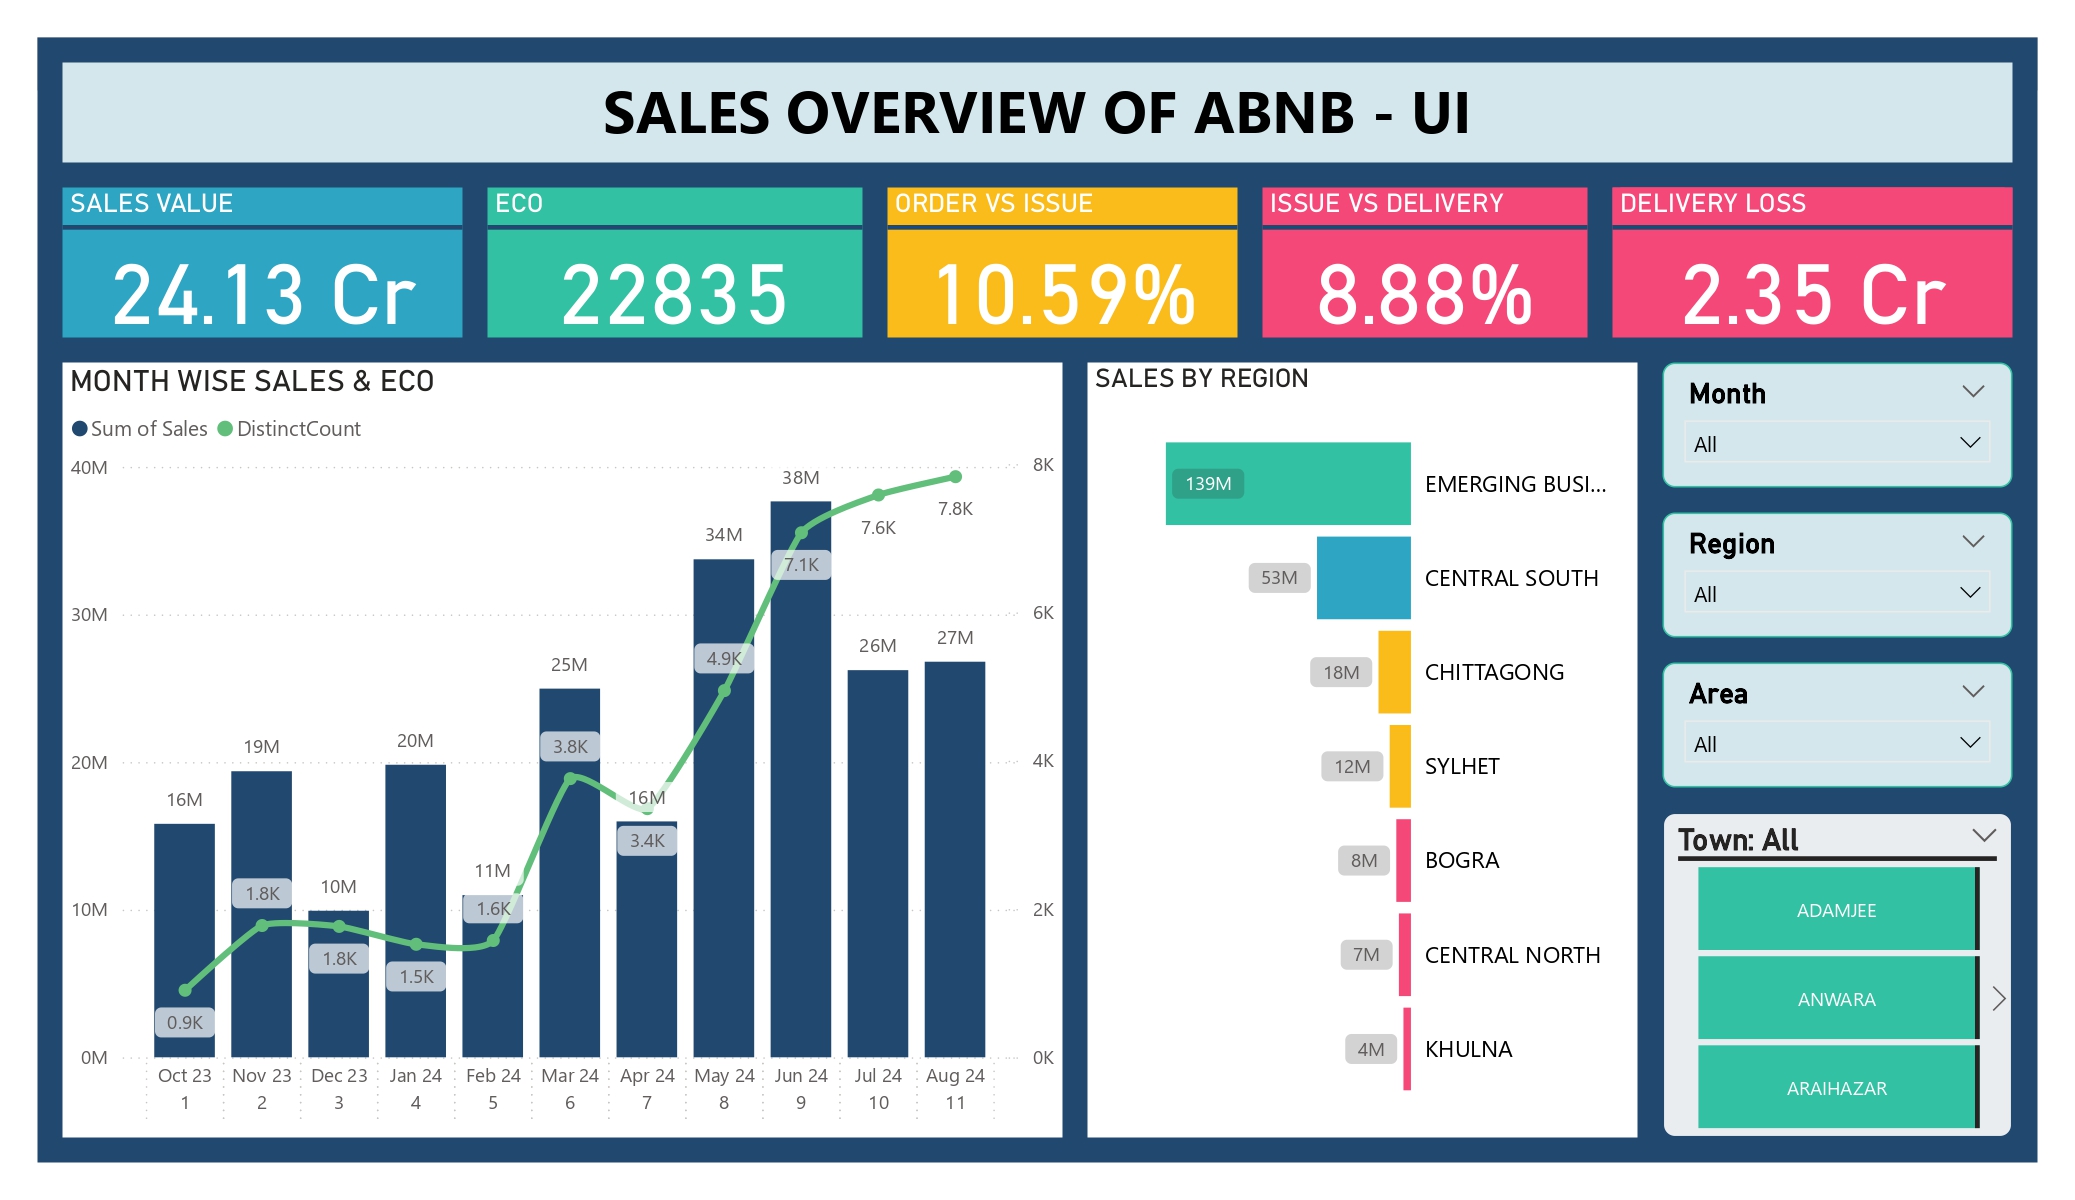 SALES OVERVIEW OF ABNB - UI
SALES VALUE
24.13 Cr
ECO
22835
ORDER VS ISSUE
10.59%
ISSUE VS DELIVERY
8.88%
DELIVERY LOSS
2.35 Cr
MONTH WISE SALES & ECO
Sum of Sales DistinctCount
40M
30M
20M
10M
0M
8K
6K
4K
2K
0K
16M
19M
10M
20M
11M
25M
16M
34M
38M
26M
27M
0.9K
1.8K
1.8K
1.5K
1.6K
3.8K
3.4K
4.9K
7.1K
7.6K
7.8K
Oct 23 Nov 23 Dec 23 Jan 24 Feb 24 Mar 24 Apr 24 May 24 Jun 24 Jul 24 Aug 24
1 2 3 4 5 6 7 8 9 10 11
SALES BY REGION
139M EMERGING BUSI...
53M CENTRAL SOUTH
18M CHITTAGONG
12M SYLHET
8M BOGRA
7M CENTRAL NORTH
4M KHULNA
Month
All
Region
All
Area
All
Town: All
ADAMJEE
ANWARA
ARAIHAZAR